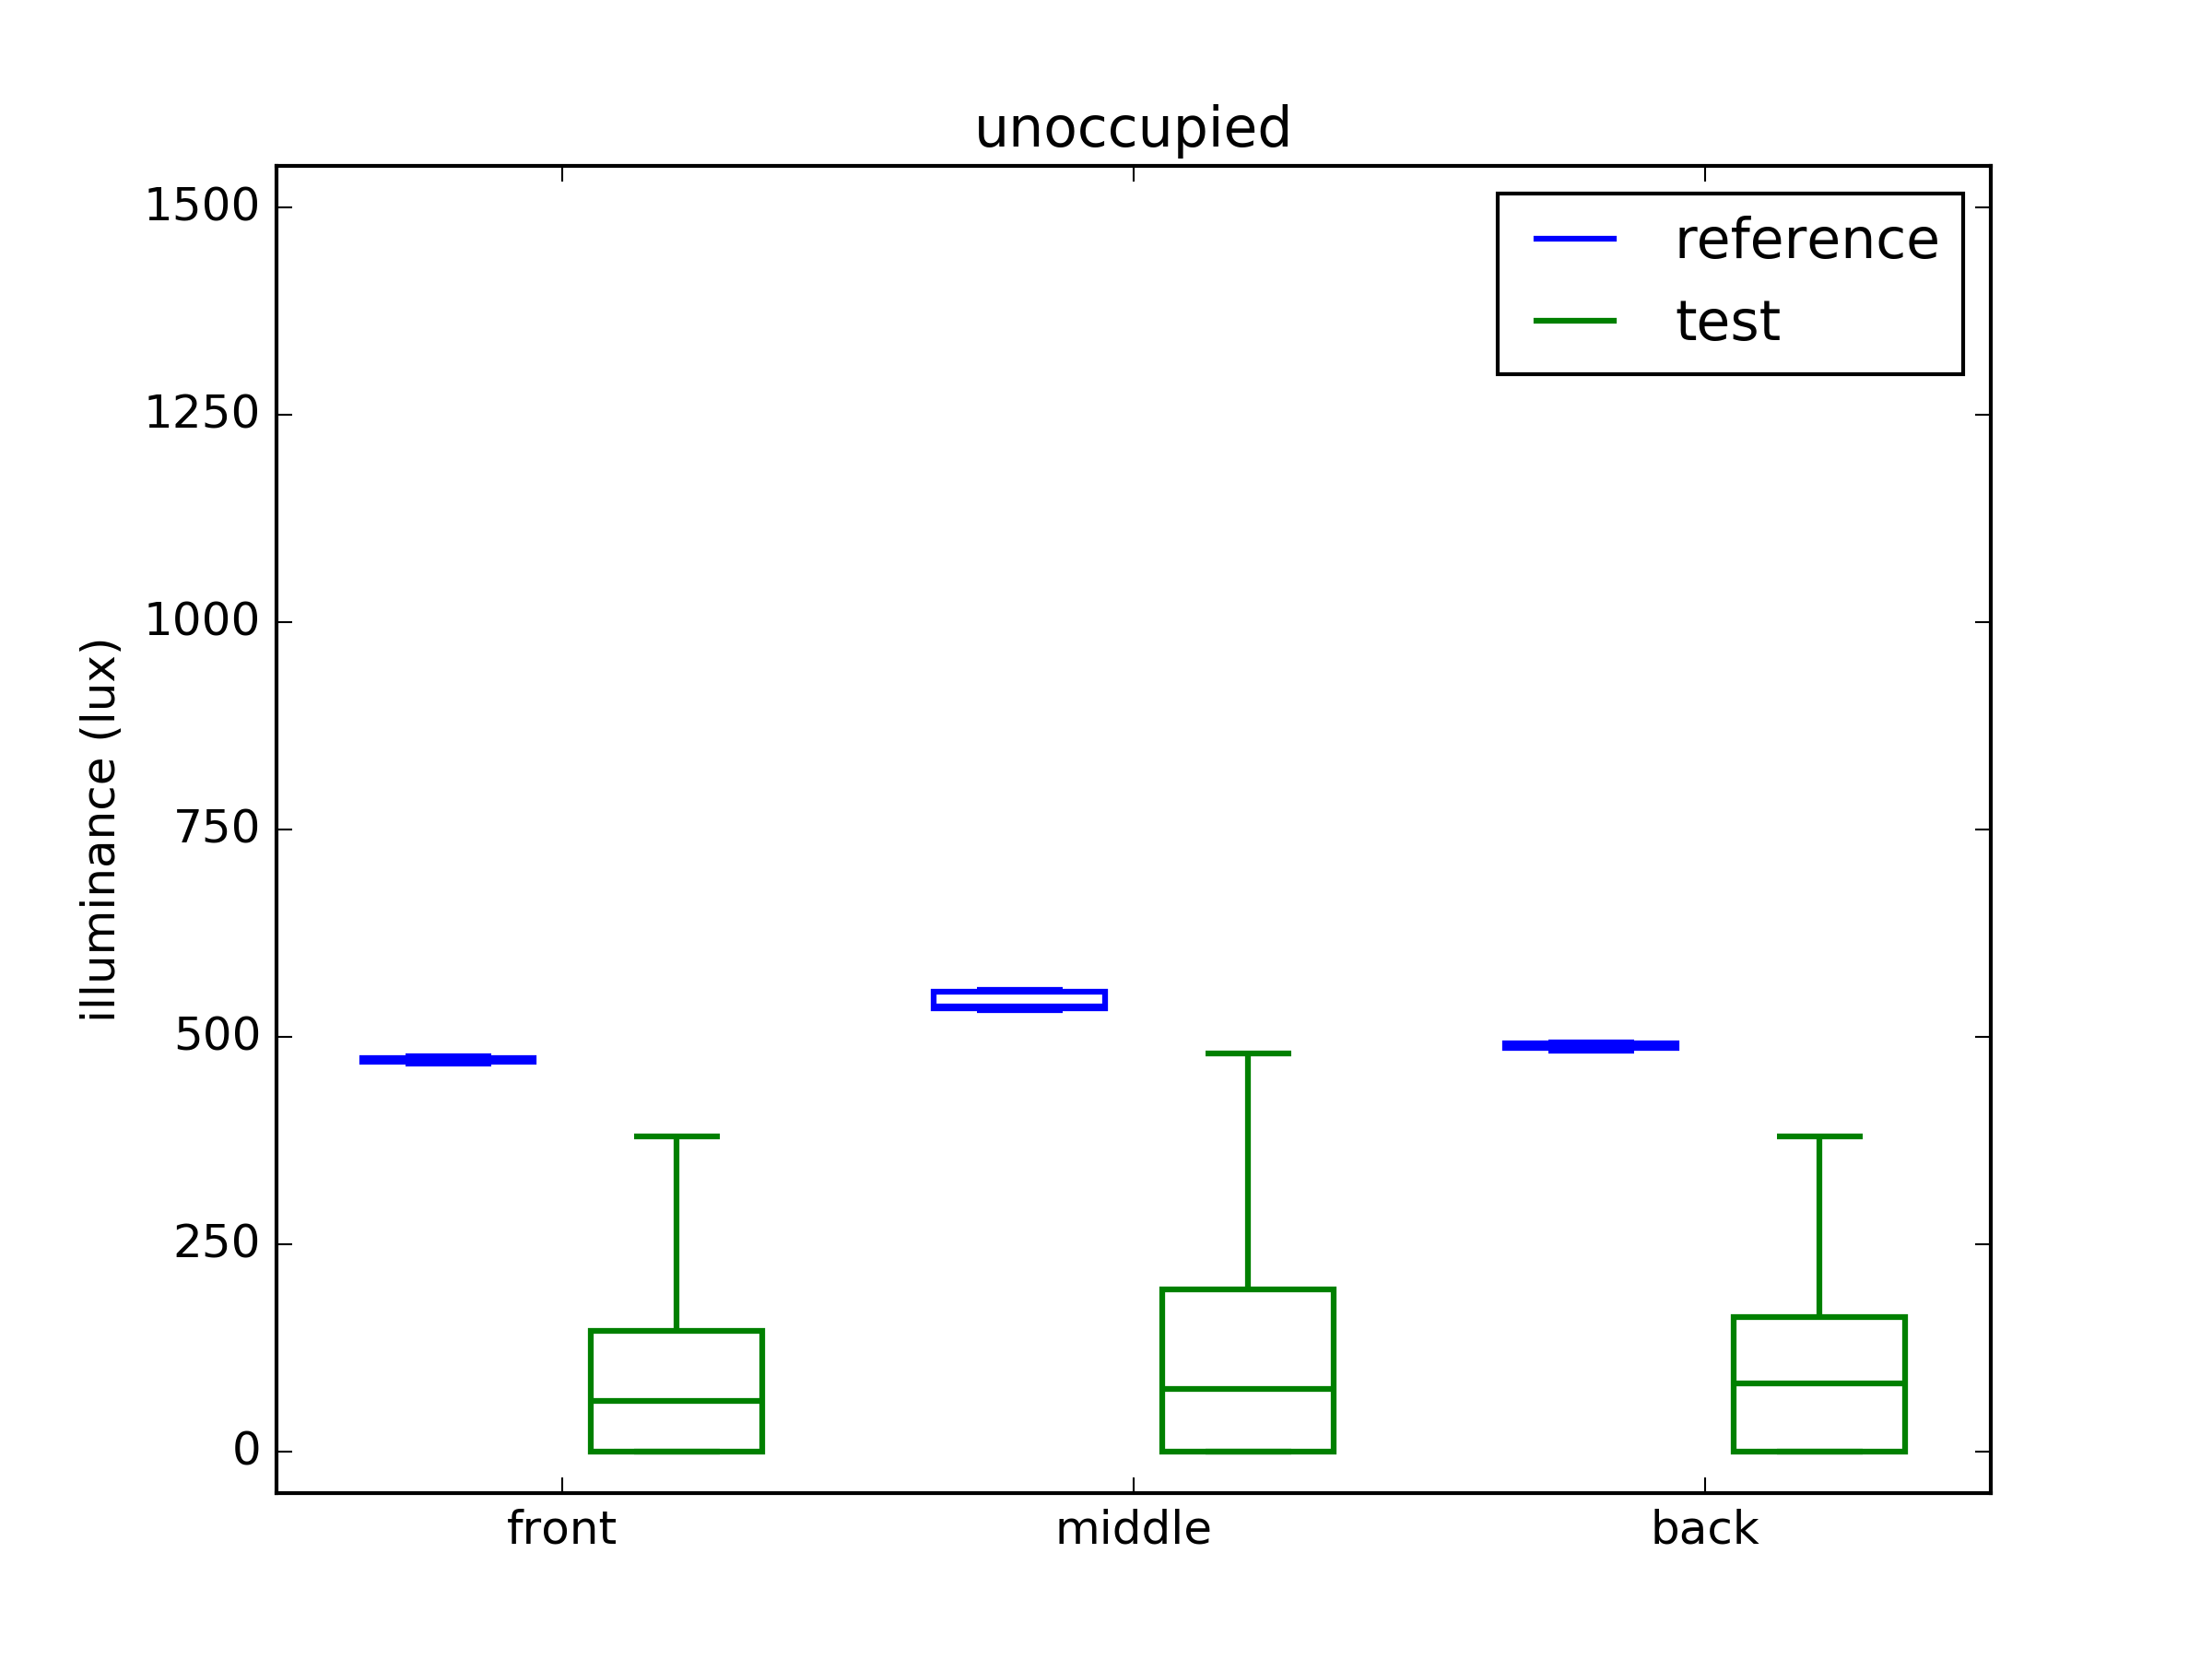 unoccupied
1500
1250
1000
750
500
250
0
illuminance (lux)
reference
test
front middle back